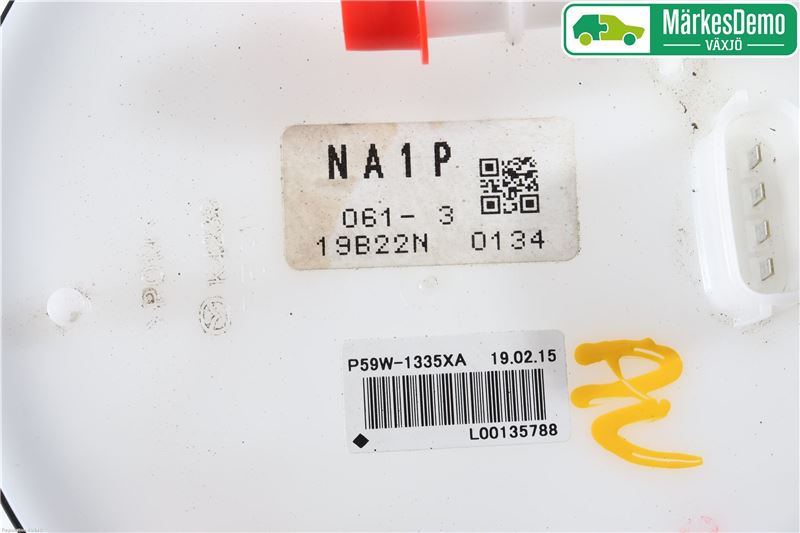 MärkesDemo
VÄXJÖ
NA1P
061- 3
19B22N 0134
P59W-1335XA 19.02.15
L00135788